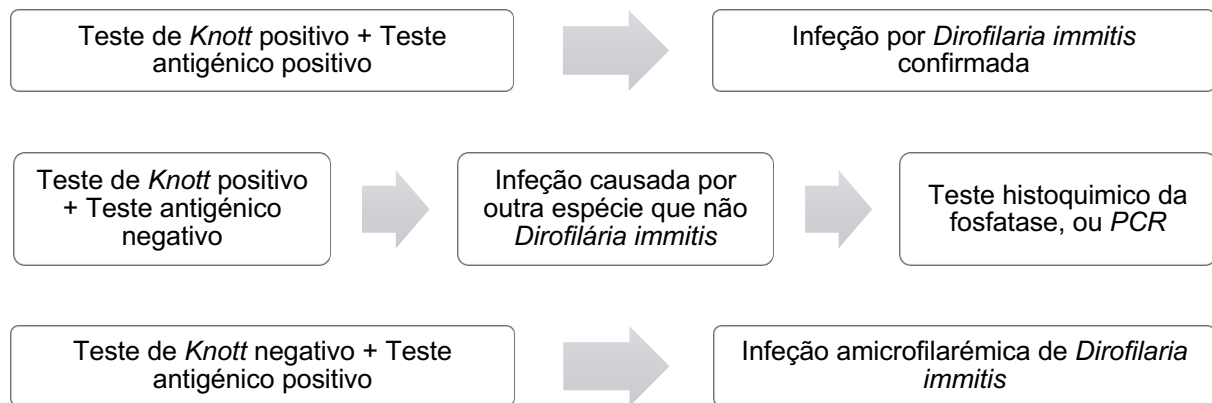 Teste de Knott positivo + Teste
antigénico positivo
Infeção por Dirofilaria immitis
confirmada
Teste de Knott positivo
+ Teste antigénico
negativo
Infeção causada por
outra espécie que não
Dirofilária immitis
Teste histoquimico da
fosfatase, ou PCR
Teste de Knott negativo + Teste
antigénico positivo
Infeção amicrofilarémica de Dirofilaria
immitis